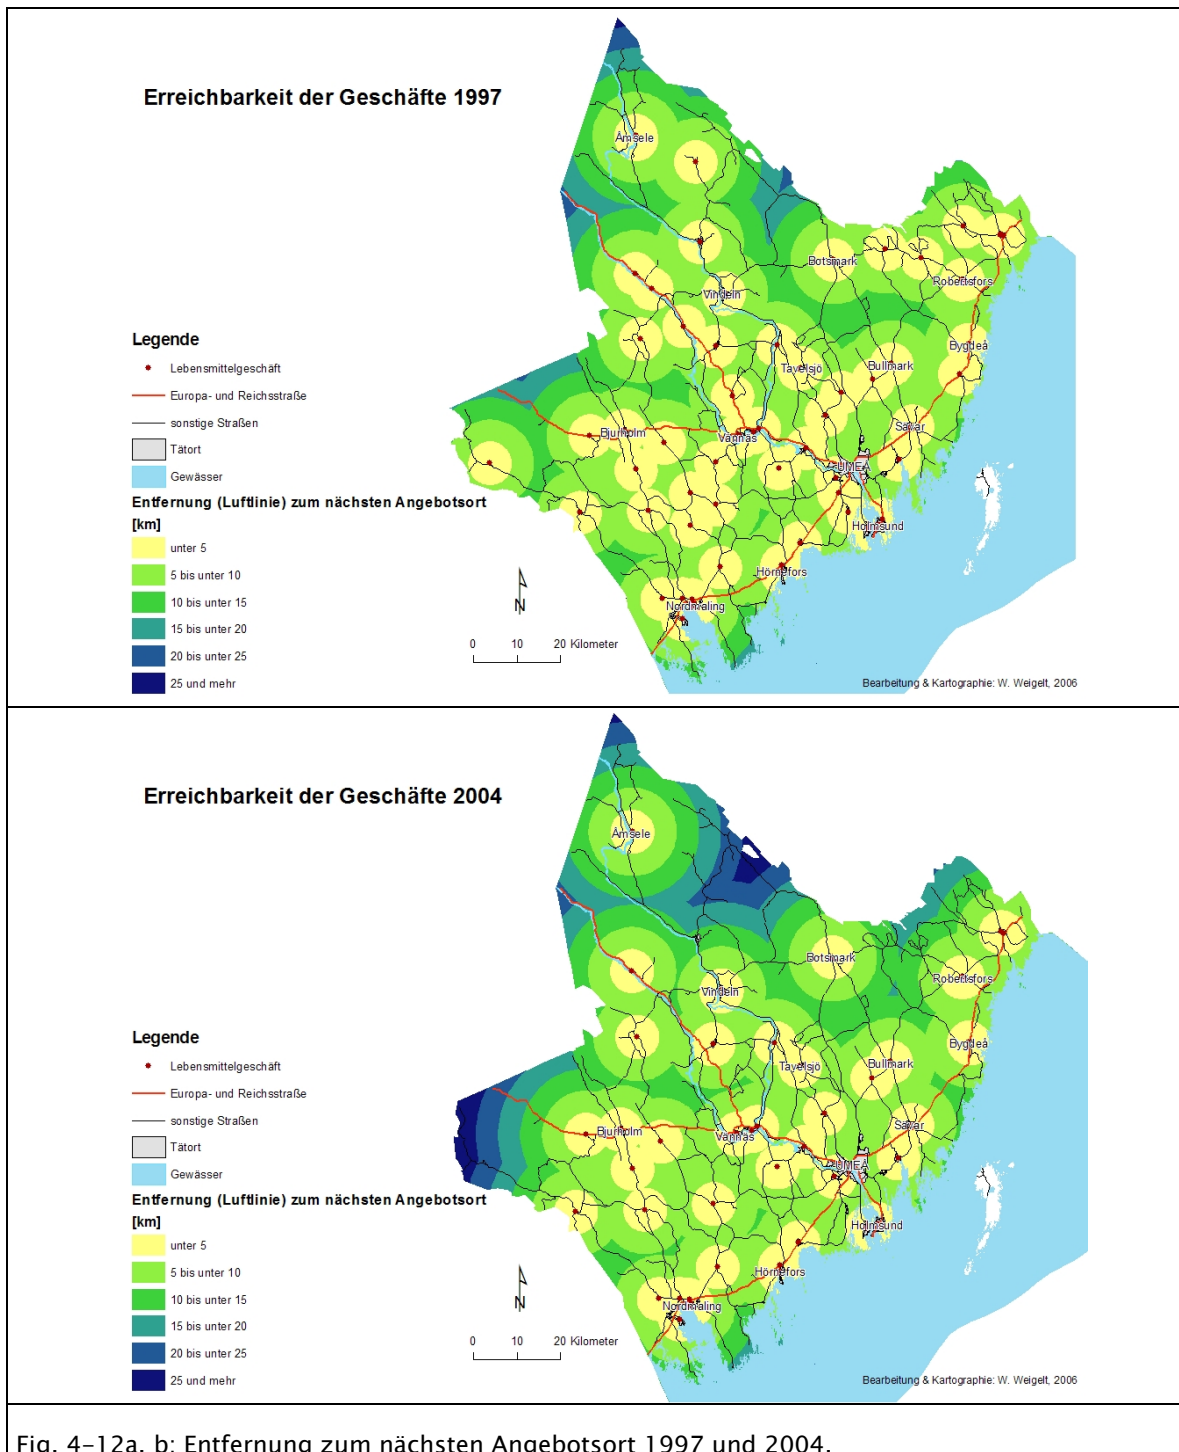 Erreichbarkeit der Geschäfte 1997
Åmsele
Botsmark
Vindeln
Robertsfors
Bygdeå
Tavelsjö
Bullmark
Bjurholm
Vännäs
Sävar
UMEÅ
Holmsund
Hörnefors
Nordmaling
Legende
Lebensmittelgeschäft
Europa- und Reichsstraße
sonstige Straßen
Tätort
Gewässer
Entfernung (Luftlinie) zum nächsten Angebotsort
[km]
unter 5
5 bis unter 10
10 bis unter 15
15 bis unter 20
20 bis unter 25
25 und mehr
N
0 10 20 Kilometer
Bearbeitung & Kartographie: W. Weigelt, 2006
Erreichbarkeit der Geschäfte 2004
Åmsele
Botsmark
Vindeln
Robertsfors
Bygdeå
Tavelsjö
Bullmark
Bjurholm
Vännäs
Sävar
UMEÅ
Holmsund
Hörnefors
Nordmaling
Legende
Lebensmittelgeschäft
Europa- und Reichsstraße
sonstige Straßen
Tätort
Gewässer
Entfernung (Luftlinie) zum nächsten Angebotsort
[km]
unter 5
5 bis unter 10
10 bis unter 15
15 bis unter 20
20 bis unter 25
25 und mehr
N
0 10 20 Kilometer
Bearbeitung & Kartographie: W. Weigelt, 2006
Fig. 4-12a, b: Entfernung zum nächsten Angebotsort 1997 und 2004.